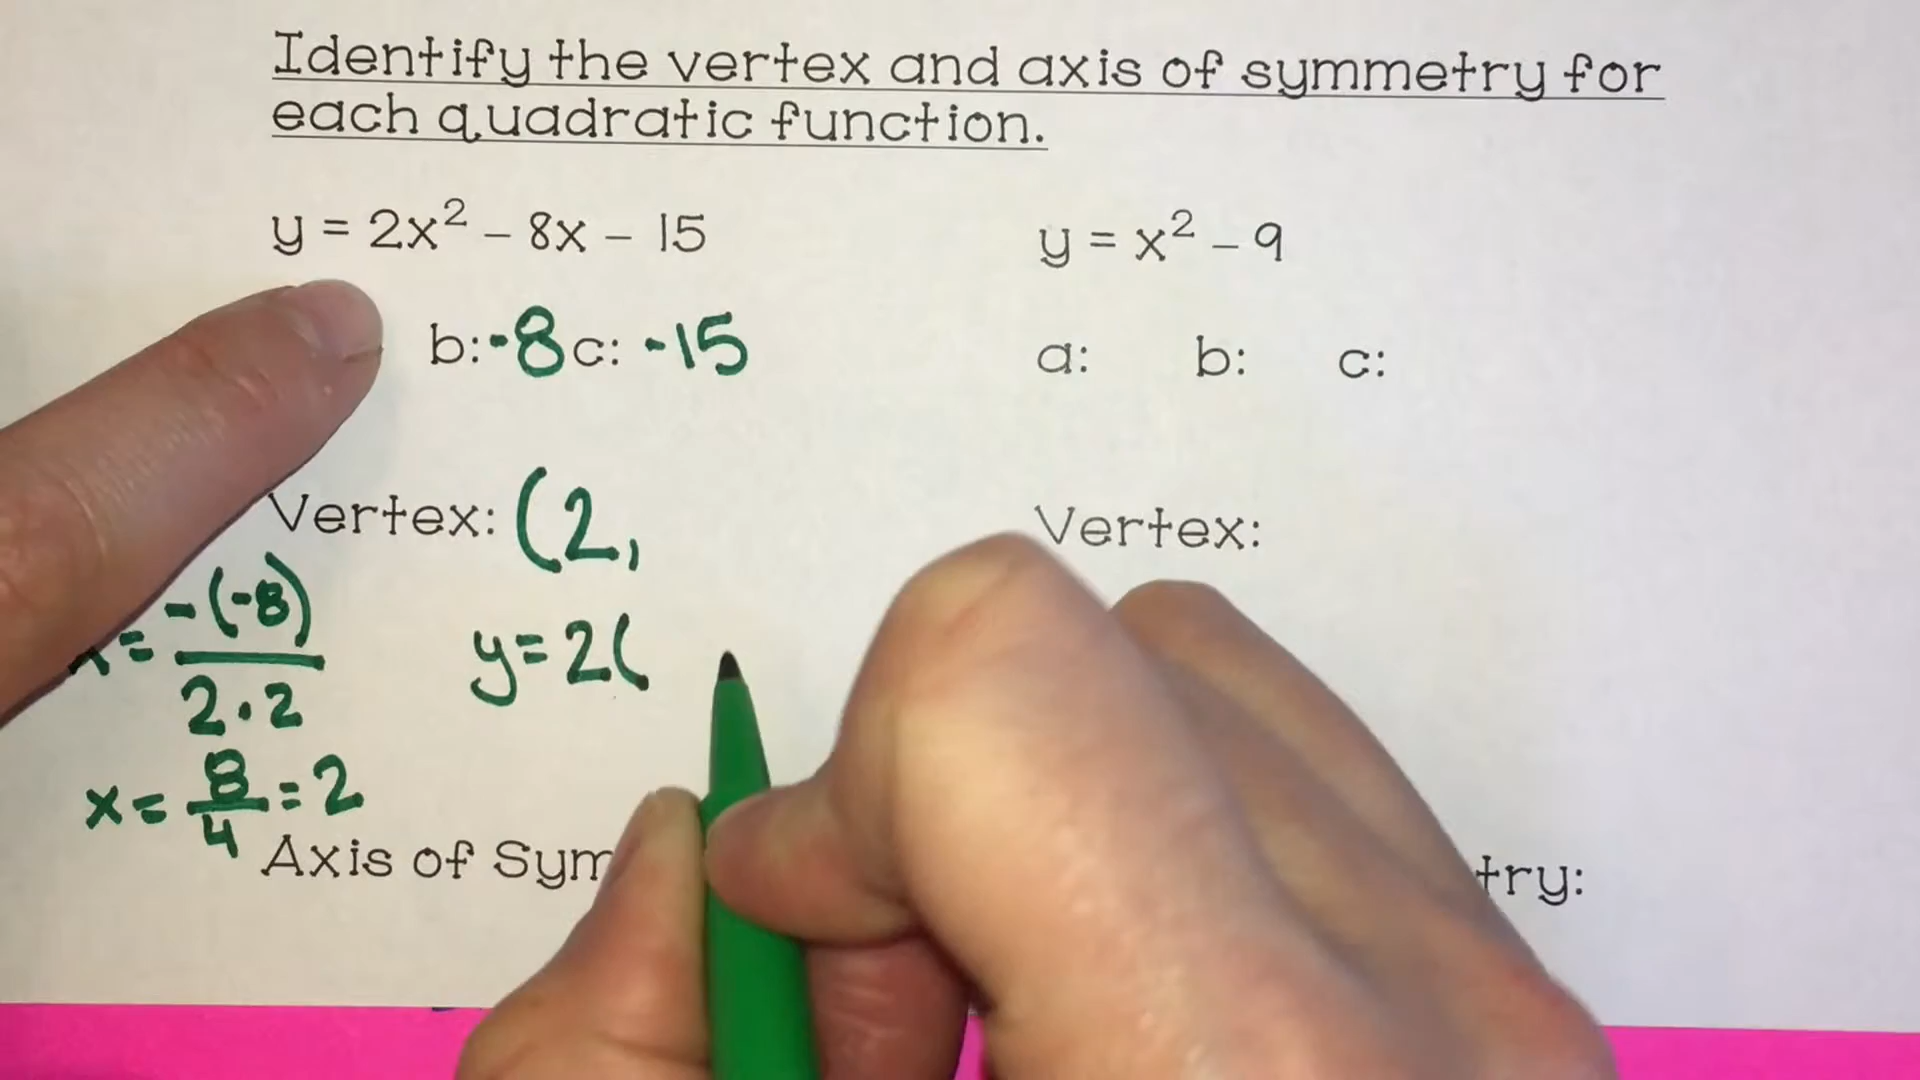 Identify the vertex and axis of symmetry for
each quadratic function.
y = 2x² – 8x – 15
b: -8 c: -15
Vertex: (2,
x = -(-8) / 2·2
y = 2(
x = 8/4 = 2
Axis of Sym
y = x² – 9
a: b: c:
Vertex:
try: